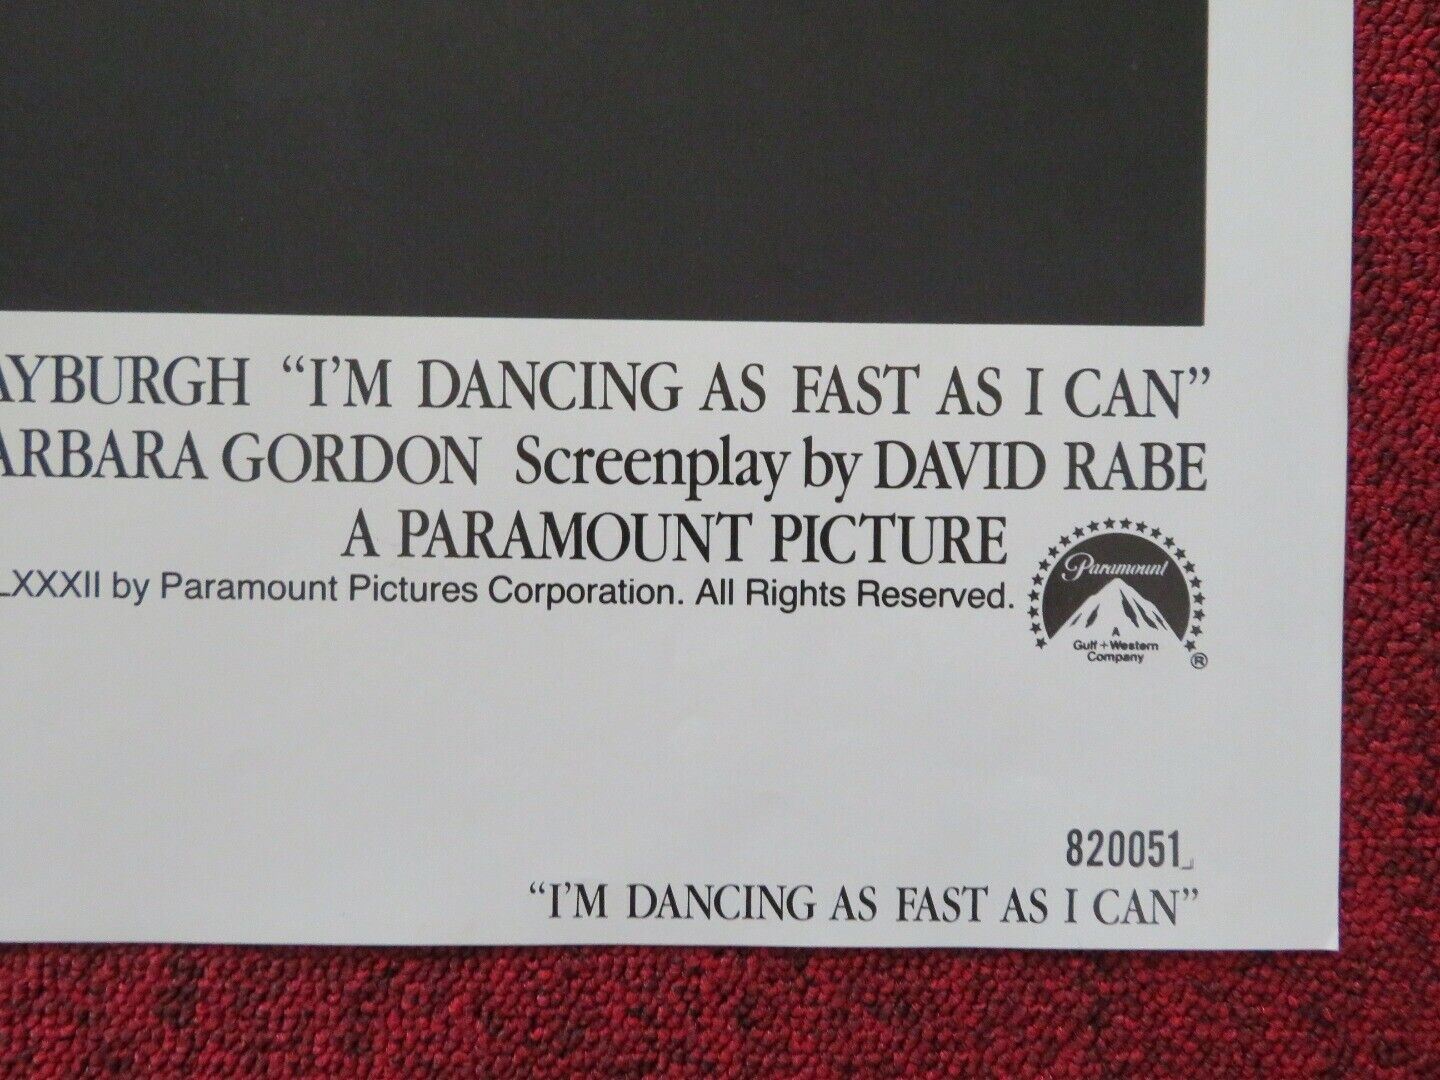 AYBURGH “I’M DANCING AS FAST AS I CAN”
ARBARA GORDON Screenplay by DAVID RABE
A PARAMOUNT PICTURE
LXXXII by Paramount Pictures Corporation. All Rights Reserved.
Paramount
A
Gulf + Western
Company
®
820051
“I’M DANCING AS FAST AS I CAN”